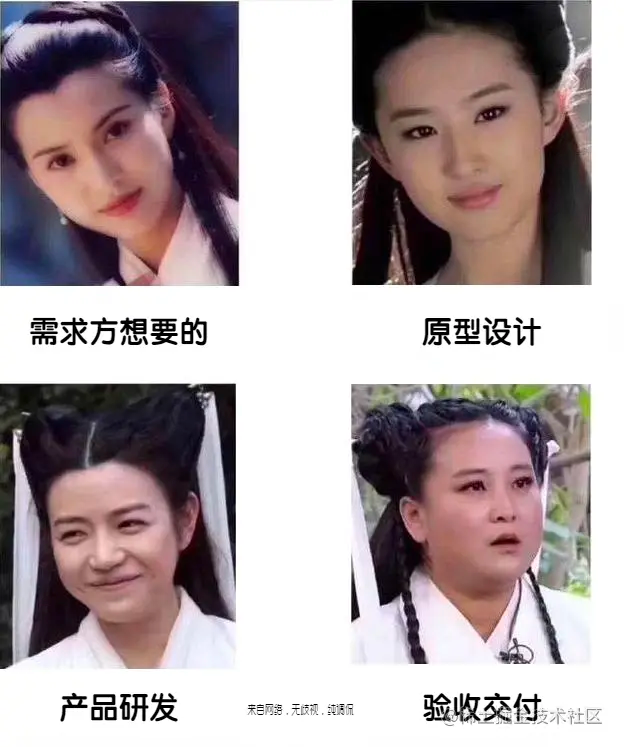 需求方想要的
原型设计
产品研发
来自网络，无歧视，纯调侃
验收交付
@稀土掘金技术社区